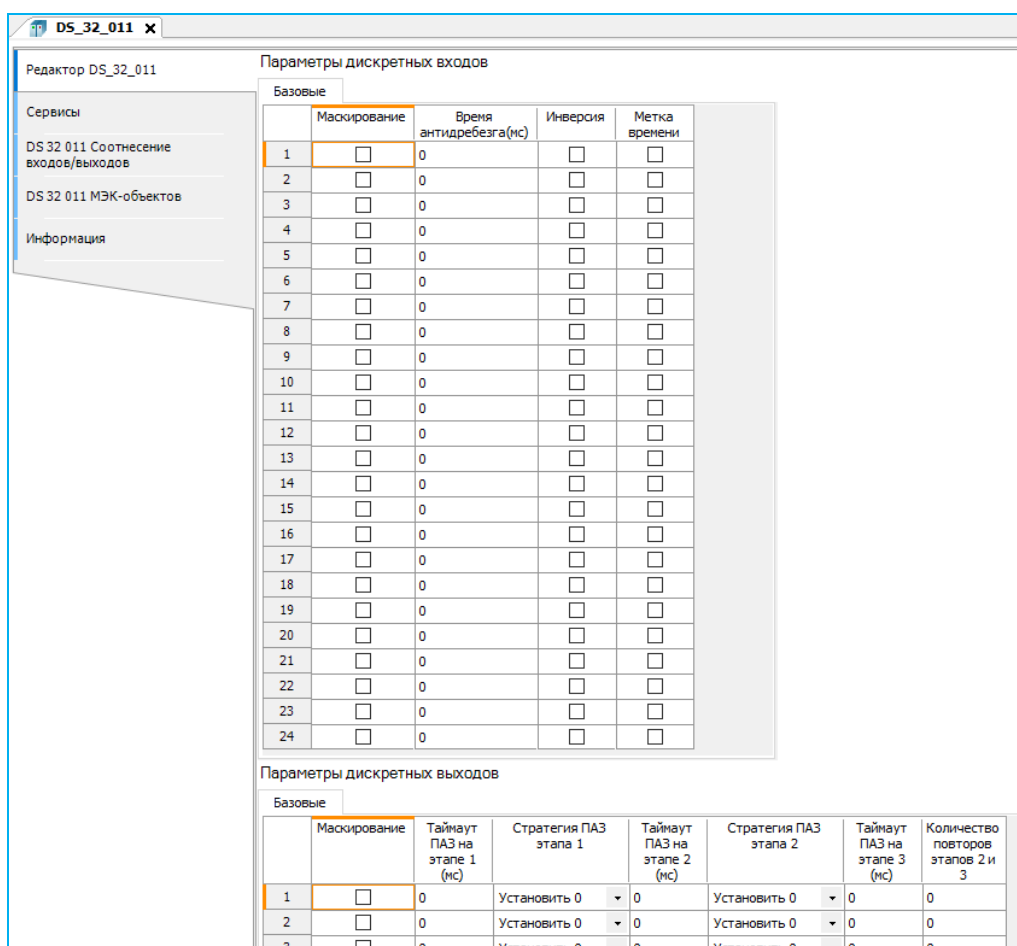 DS_32_011 x
Редактор DS_32_011
Сервисы
DS 32 011 Соотнесение
входов/выходов
DS 32 011 МЭК-объектов
Информация
Параметры дискретных входов
Базовые
Маскирование Время антидребезга(мс) Инверсия Метка времени
1 0
2 0
3 0
4 0
5 0
6 0
7 0
8 0
9 0
10 0
11 0
12 0
13 0
14 0
15 0
16 0
17 0
18 0
19 0
20 0
21 0
22 0
23 0
24 0
Параметры дискретных выходов
Базовые
Маскирование Таймаут ПАЗ на этапе 1 (мс) Стратегия ПАЗ этапа 1 Таймаут ПАЗ на этапе 2 (мс) Стратегия ПАЗ этапа 2 Таймаут ПАЗ на этапе 3 (мс) Количество повторов этапов 2 и 3
1 0 Установить 0 0 Установить 0 0 0
2 0 Установить 0 0 Установить 0 0 0